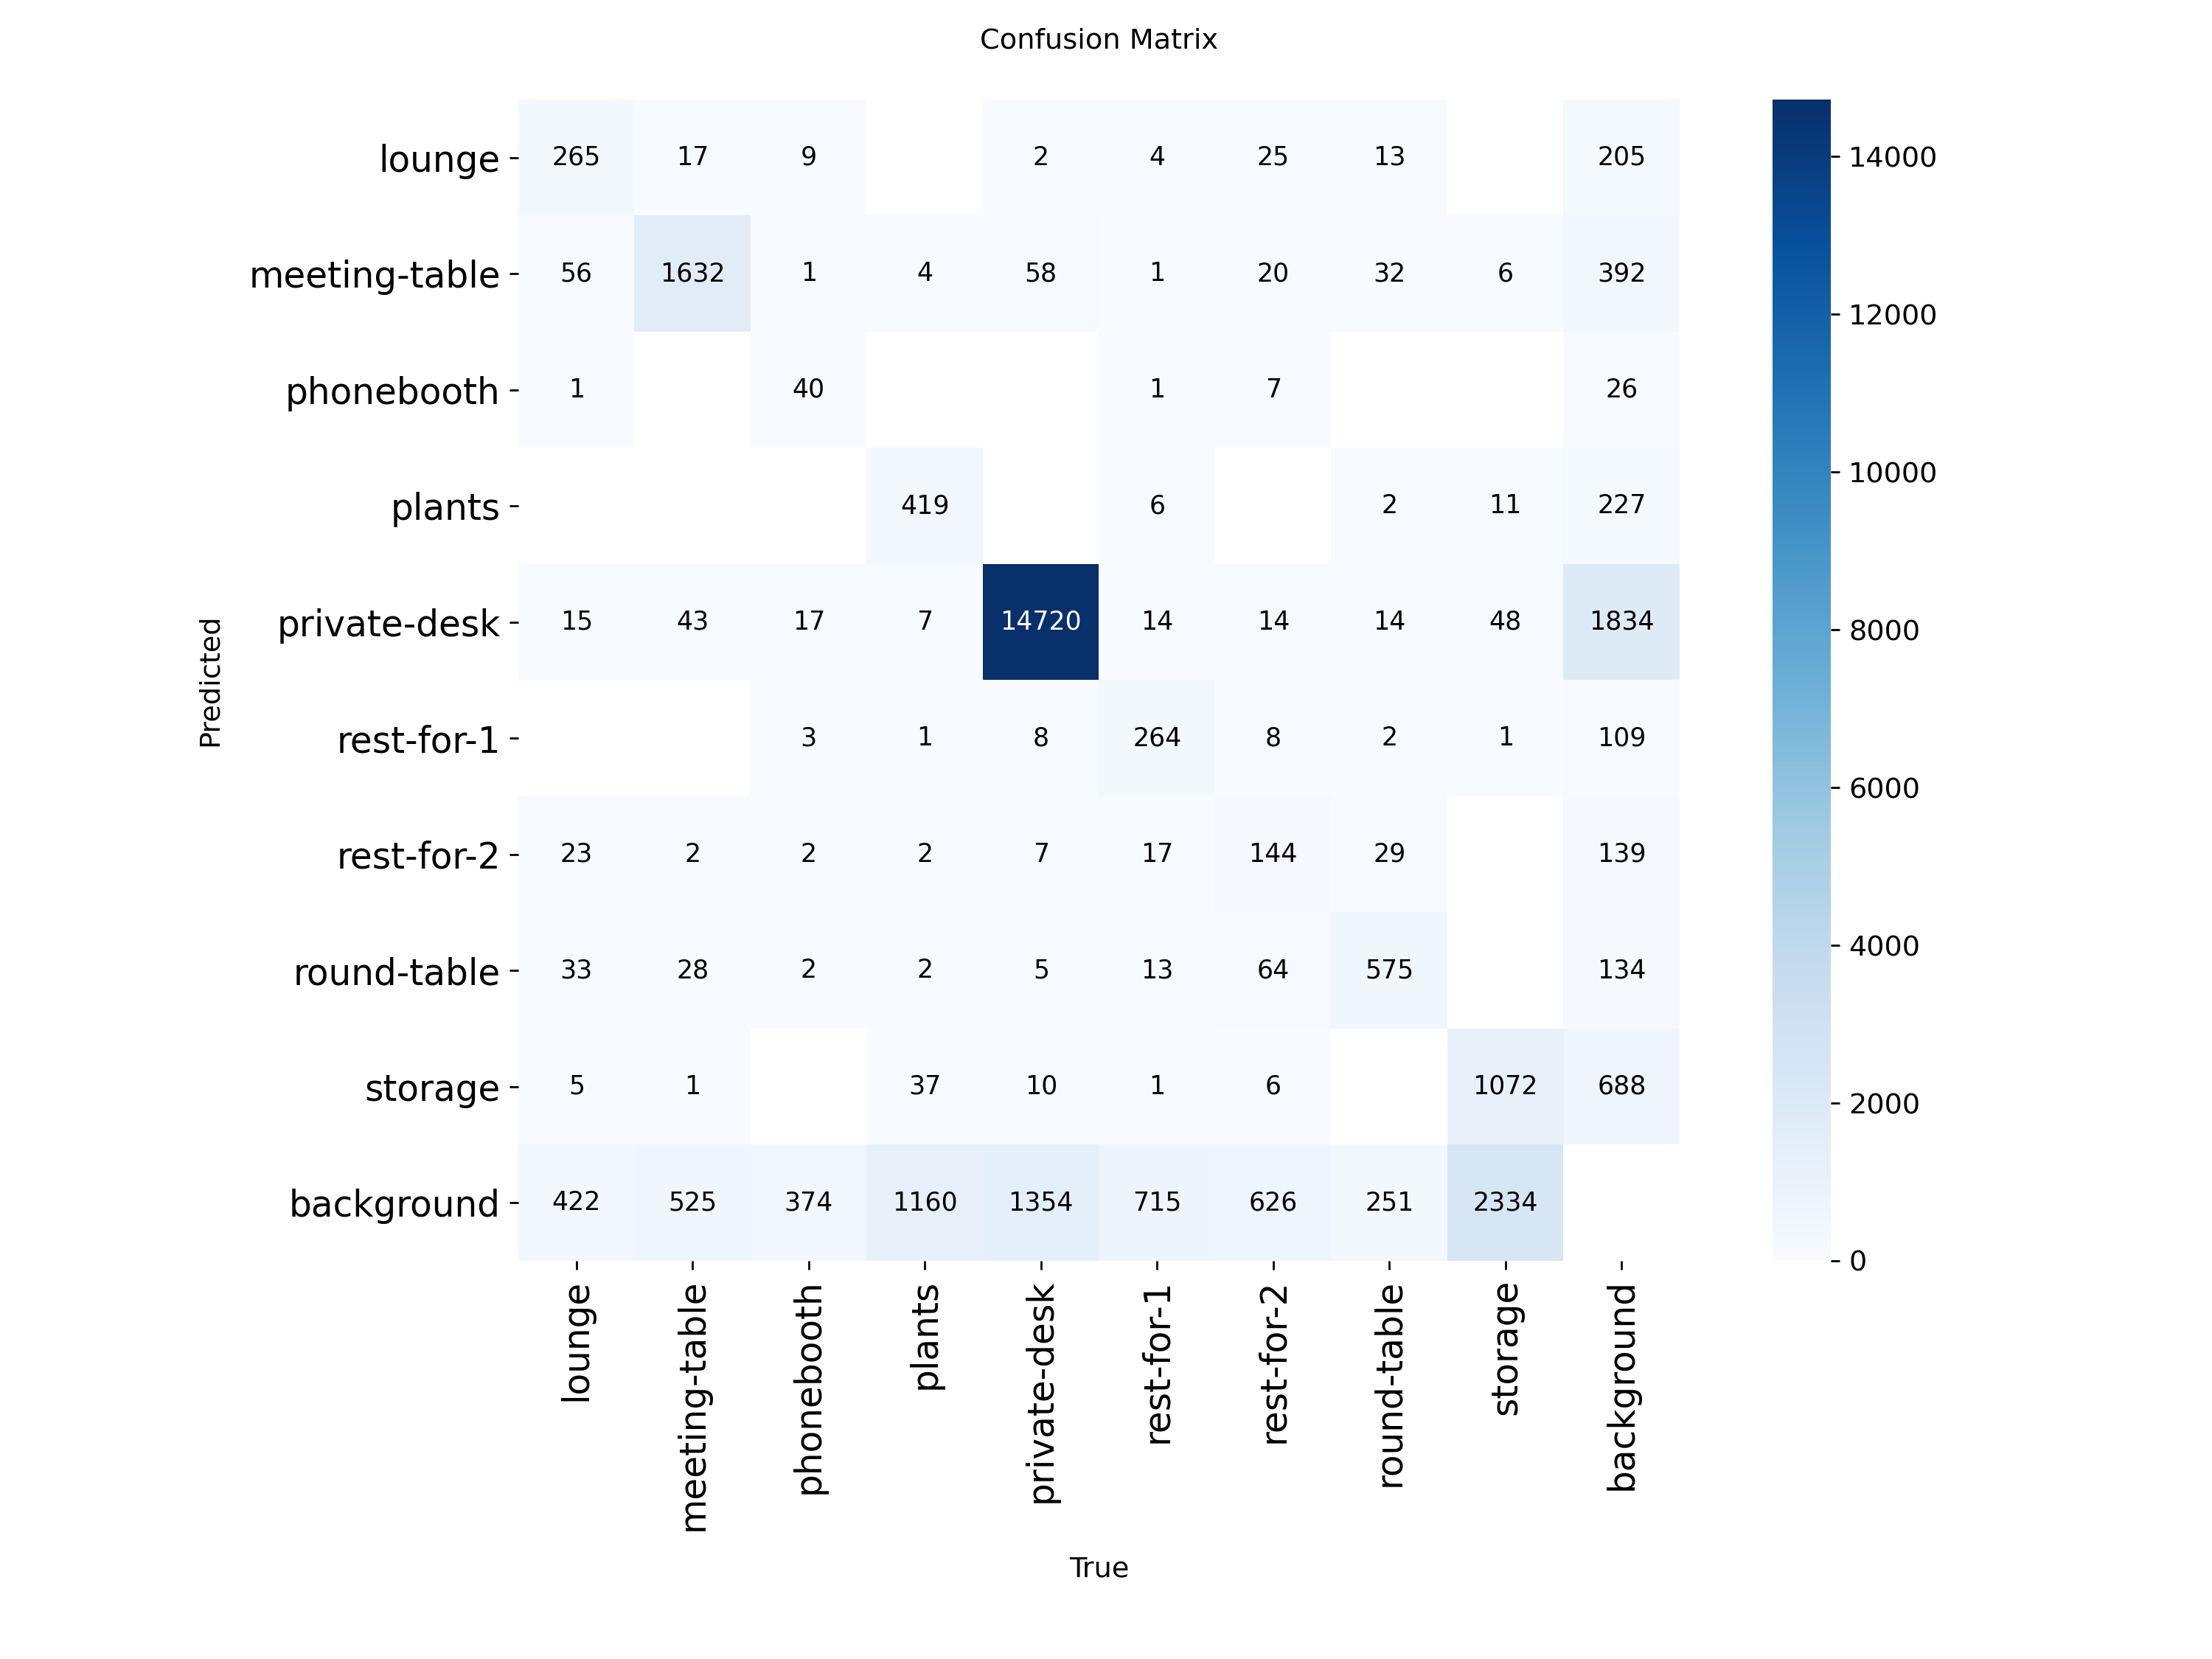 Confusion Matrix
lounge 265 17 9 2 4 25 13 205
meeting-table 56 1632 1 4 58 1 20 32 6 392
phonebooth 1 40 1 7 26
plants 419 6 2 11 227
private-desk 15 43 17 7 14720 14 14 14 48 1834
rest-for-1 3 1 8 264 8 2 1 109
rest-for-2 23 2 2 2 7 17 144 29 139
round-table 33 28 2 2 5 13 64 575 134
storage 5 1 37 10 1 6 1072 688
background 422 525 374 1160 1354 715 626 251 2334
Predicted
lounge
meeting-table
phonebooth
plants
private-desk
rest-for-1
rest-for-2
round-table
storage
background
True
14000
12000
10000
8000
6000
4000
2000
0